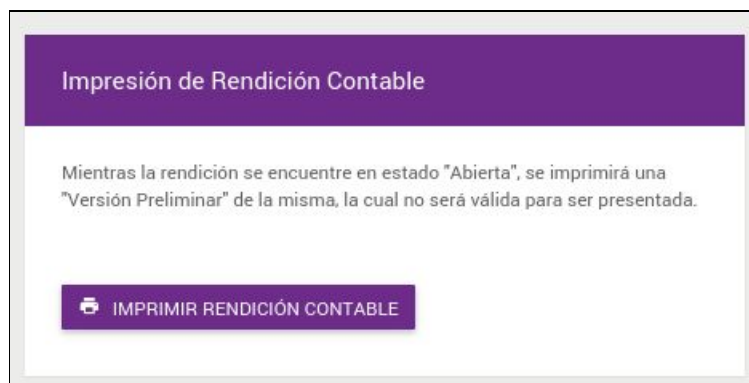 Impresión de Rendición Contable
Mientras la rendición se encuentre en estado "Abierta", se imprimirá una
"Versión Preliminar" de la misma, la cual no será válida para ser presentada.
IMPRIMIR RENDICIÓN CONTABLE